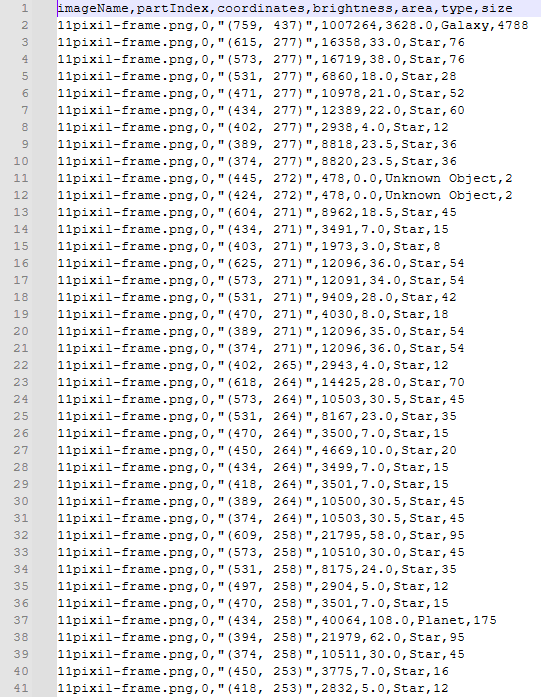 1 imageName,partIndex,coordinates,brightness,area,type,size
2 11pixil-frame.png,0,"(759, 437)",1007264,3628.0,Galaxy,4788
3 11pixil-frame.png,0,"(615, 277)",16358,33.0,Star,76
4 11pixil-frame.png,0,"(573, 277)",16719,38.0,Star,76
5 11pixil-frame.png,0,"(531, 277)",6860,18.0,Star,28
6 11pixil-frame.png,0,"(471, 277)",10978,21.0,Star,52
7 11pixil-frame.png,0,"(434, 277)",12389,22.0,Star,60
8 11pixil-frame.png,0,"(402, 277)",2938,4.0,Star,12
9 11pixil-frame.png,0,"(389, 277)",8818,23.5,Star,36
10 11pixil-frame.png,0,"(374, 277)",8820,23.5,Star,36
11 11pixil-frame.png,0,"(445, 272)",478,0.0,Unknown Object,2
12 11pixil-frame.png,0,"(424, 272)",478,0.0,Unknown Object,2
13 11pixil-frame.png,0,"(604, 271)",8962,18.5,Star,45
14 11pixil-frame.png,0,"(434, 271)",3491,7.0,Star,15
15 11pixil-frame.png,0,"(403, 271)",1973,3.0,Star,8
16 11pixil-frame.png,0,"(625, 271)",12096,36.0,Star,54
17 11pixil-frame.png,0,"(573, 271)",12091,34.0,Star,54
18 11pixil-frame.png,0,"(531, 271)",9409,28.0,Star,42
19 11pixil-frame.png,0,"(470, 271)",4030,8.0,Star,18
20 11pixil-frame.png,0,"(389, 271)",12096,35.0,Star,54
21 11pixil-frame.png,0,"(374, 271)",12096,36.0,Star,54
22 11pixil-frame.png,0,"(402, 265)",2943,4.0,Star,12
23 11pixil-frame.png,0,"(618, 264)",14425,28.0,Star,70
24 11pixil-frame.png,0,"(573, 264)",10503,30.5,Star,45
25 11pixil-frame.png,0,"(531, 264)",8167,23.0,Star,35
26 11pixil-frame.png,0,"(470, 264)",3500,7.0,Star,15
27 11pixil-frame.png,0,"(450, 264)",4669,10.0,Star,20
28 11pixil-frame.png,0,"(434, 264)",3499,7.0,Star,15
29 11pixil-frame.png,0,"(418, 264)",3501,7.0,Star,15
30 11pixil-frame.png,0,"(389, 264)",10500,30.5,Star,45
31 11pixil-frame.png,0,"(374, 264)",10503,30.5,Star,45
32 11pixil-frame.png,0,"(609, 258)",21795,58.0,Star,95
33 11pixil-frame.png,0,"(573, 258)",10510,30.0,Star,45
34 11pixil-frame.png,0,"(531, 258)",8175,24.0,Star,35
35 11pixil-frame.png,0,"(497, 258)",2904,5.0,Star,12
36 11pixil-frame.png,0,"(470, 258)",3501,7.0,Star,15
37 11pixil-frame.png,0,"(434, 258)",40064,108.0,Planet,175
38 11pixil-frame.png,0,"(394, 258)",21979,62.0,Star,95
39 11pixil-frame.png,0,"(374, 258)",10511,30.0,Star,45
40 11pixil-frame.png,0,"(450, 253)",3775,7.0,Star,16
41 11pixil-frame.png,0,"(418, 253)",2832,5.0,Star,12